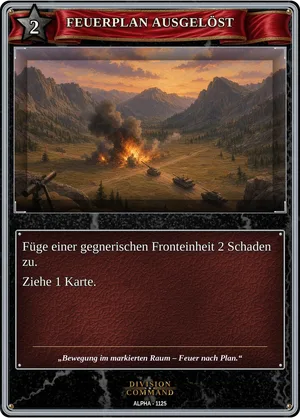 2
FEUERPLAN AUSGELÖST
Füge einer gegnerischen Fronteinheit 2 Schaden
zu.
Ziehe 1 Karte.
„Bewegung im markierten Raum – Feuer nach Plan.“
DIVISION
COMMAND
ALPHA - 1125